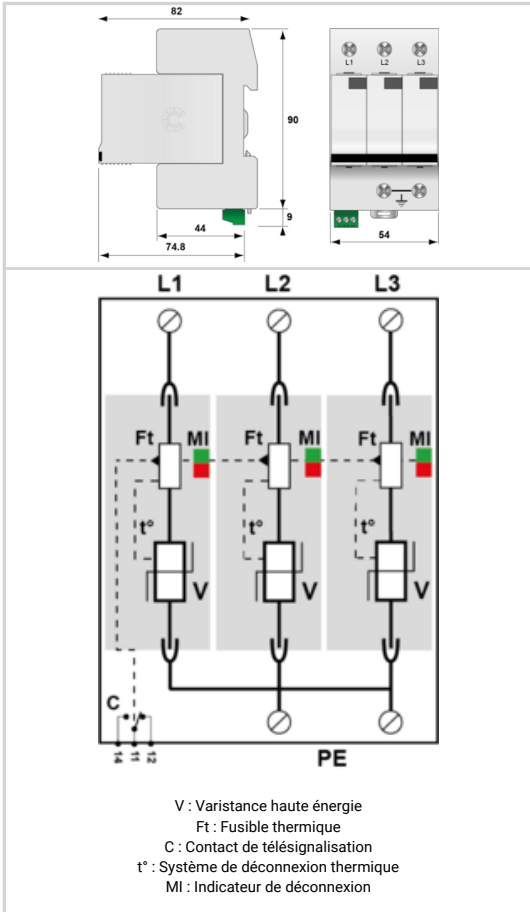 82
L1 L2 L3
90
9
44
74.8
54
L1 L2 L3
Ft MI Ft MI Ft MI
t° t° t°
V V V
C
14 11 12
PE
V : Varistance haute énergie
Ft : Fusible thermique
C : Contact de télésignalisation
t° : Système de déconnexion thermique
MI : Indicateur de déconnexion